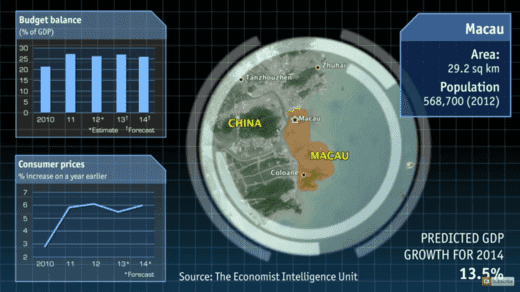 Budget balance
(% of GDP)
30
25
20
15
10
5
0
2010 11 12* 13† 14†
*Estimate †Forecast
Consumer prices
% increase on a year earlier
7
6
5
4
3
2
2010 11 12 13* 14*
*Forecast
Tanzhouzhen
Zhuhai
Macau
CHINA
MACAU
Coloane
Source: The Economist Intelligence Unit
Macau
Area:
29.2 sq km
Population
568,700 (2012)
PREDICTED GDP
GROWTH FOR 2014
13.5%
Subscribe